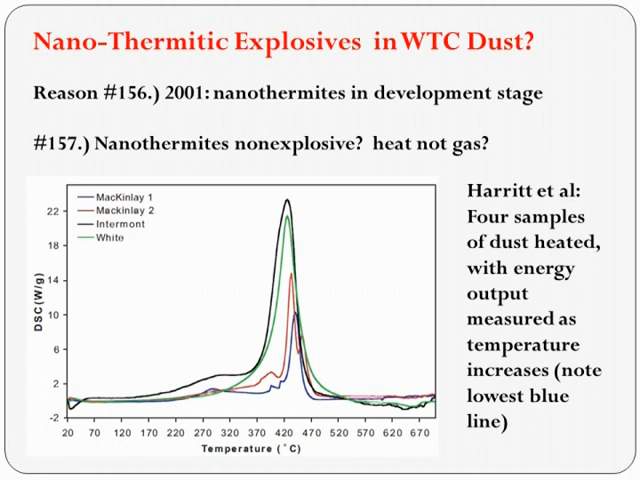 Nano-Thermitic Explosives in WTC Dust?
Reason #156.) 2001: nanothermites in development stage
#157.) Nanothermites nonexplosive? heat not gas?
MacKinlay 1
Mackinlay 2
Intermont
White
22
18
14
10
6
2
-2
DSC(W/g)
20 70 120 170 220 270 320 370 420 470 520 570 620 670
Temperature (°C)
Harritt et al:
Four samples
of dust heated,
with energy
output
measured as
temperature
increases (note
lowest blue
line)